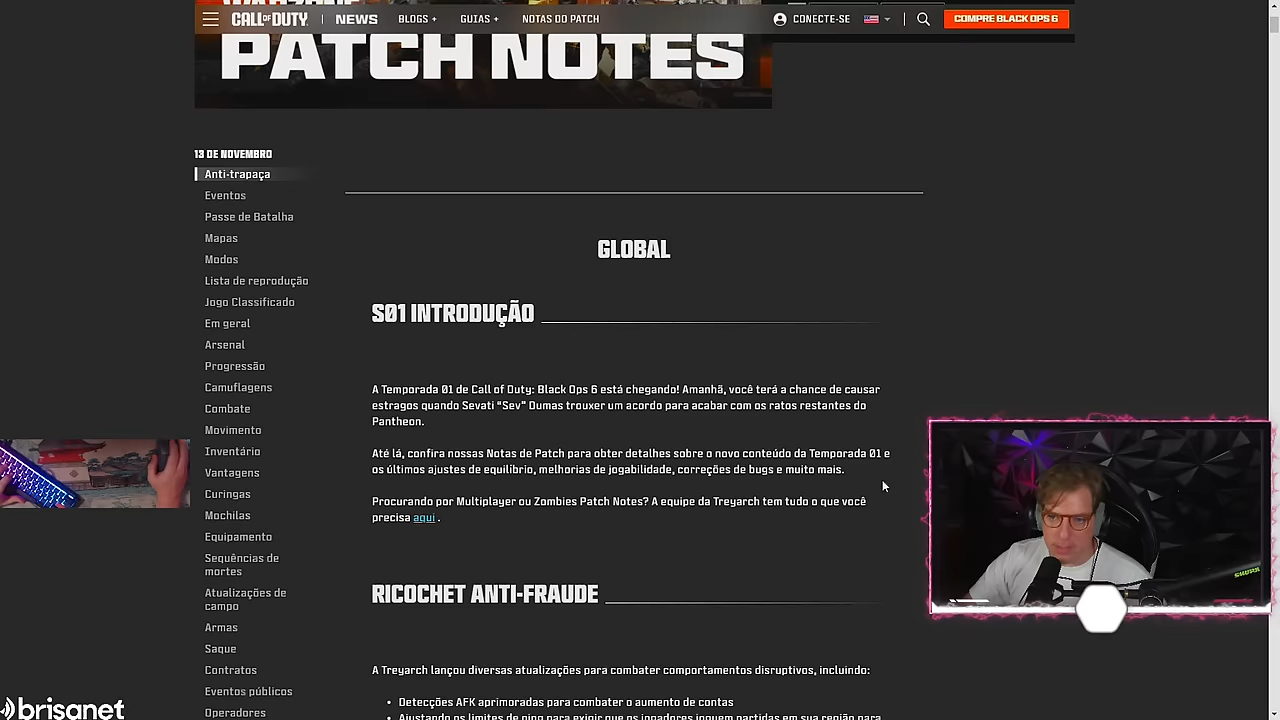 CALL OF DUTY | NEWS BLOGS + GUIAS + NOTAS DO PATCH CONECTE-SE COMPRE BLACK OPS 6
PATCH NOTES
13 DE NOVEMBRO
Anti-trapaça
Eventos
Passe de Batalha
Mapas
Modos
Lista de reprodução
Jogo Classificado
Em geral
Arsenal
Progressão
Camuflagens
Combate
Movimento
Inventário
Vantagens
Curingas
Mochilas
Equipamento
Sequências de
mortes
Atualizações de
campo
Armas
Saque
Contratos
Eventos públicos
Operadores
GLOBAL
S01 INTRODUÇÃO
A Temporada 01 de Call of Duty: Black Ops 6 está chegando! Amanhã, você terá a chance de causar
estragos quando Sevati “Sev” Dumas trouxer um acordo para acabar com os ratos restantes do
Pantheon.
Até lá, confira nossas Notas de Patch para obter detalhes sobre o novo conteúdo da Temporada 01 e
os últimos ajustes de equilíbrio, melhorias de jogabilidade, correções de bugs e muito mais.
Procurando por Multiplayer ou Zombies Patch Notes? A equipe da Treyarch tem tudo o que você
precisa aqui .
RICOCHET ANTI-FRAUDE
A Treyarch lançou diversas atualizações para combater comportamentos disruptivos, incluindo:
• Detecções AFK aprimoradas para combater o aumento de contas
• Ajustando os limites de ping para exigir que os jogadores joguem partidas em sua região para
SHURE
brisanet